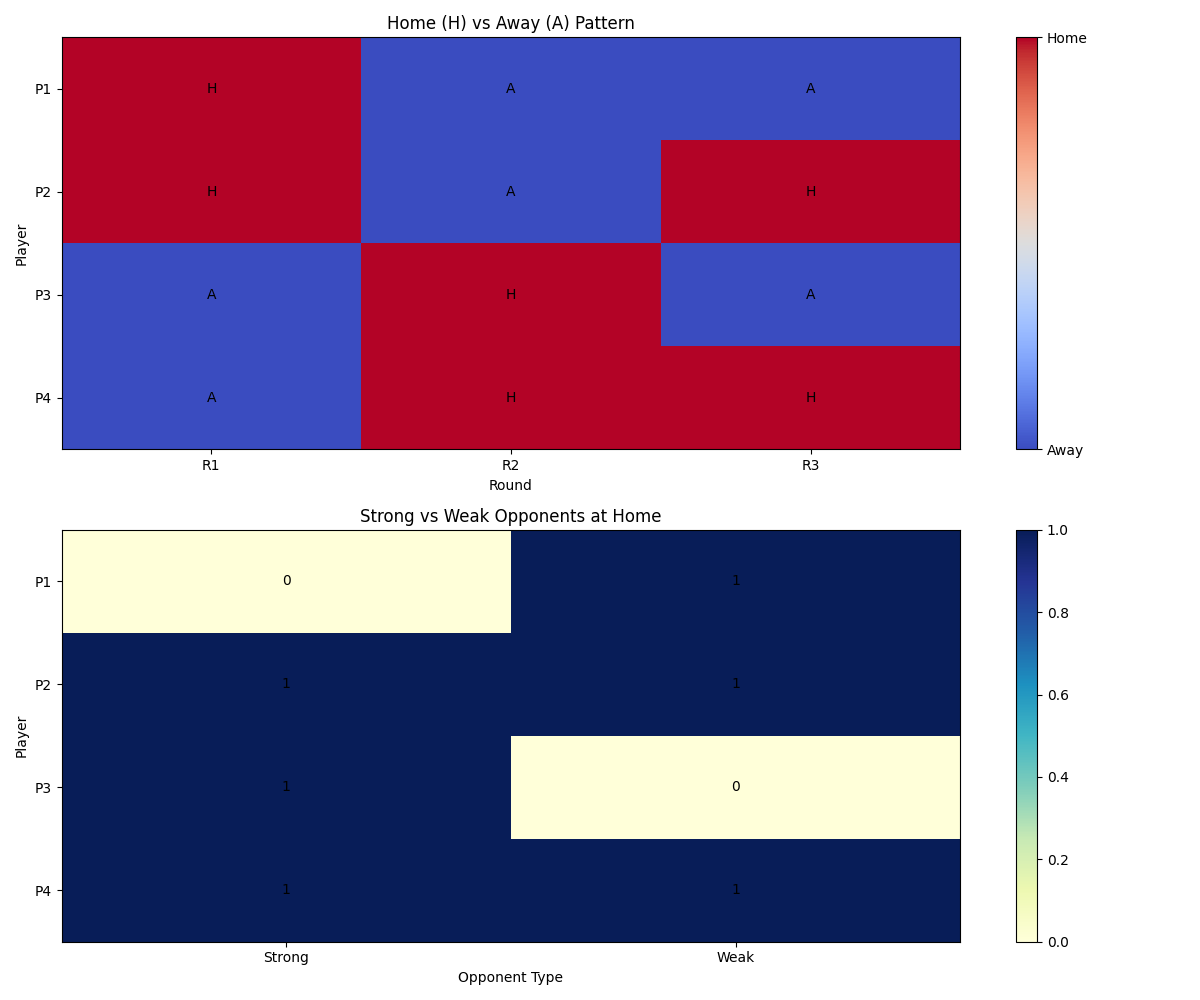 Home (H) vs Away (A) Pattern
Home
P1 H A A
P2 H A H
Player
P3 A H A
P4 A H H
Away
R1 R2 R3
Round
Strong vs Weak Opponents at Home
1.0
P1 0 1
0.8
P2 1 1
0.6
Player
P3 1 0
0.4
0.2
P4 1 1
0.0
Strong Weak
Opponent Type